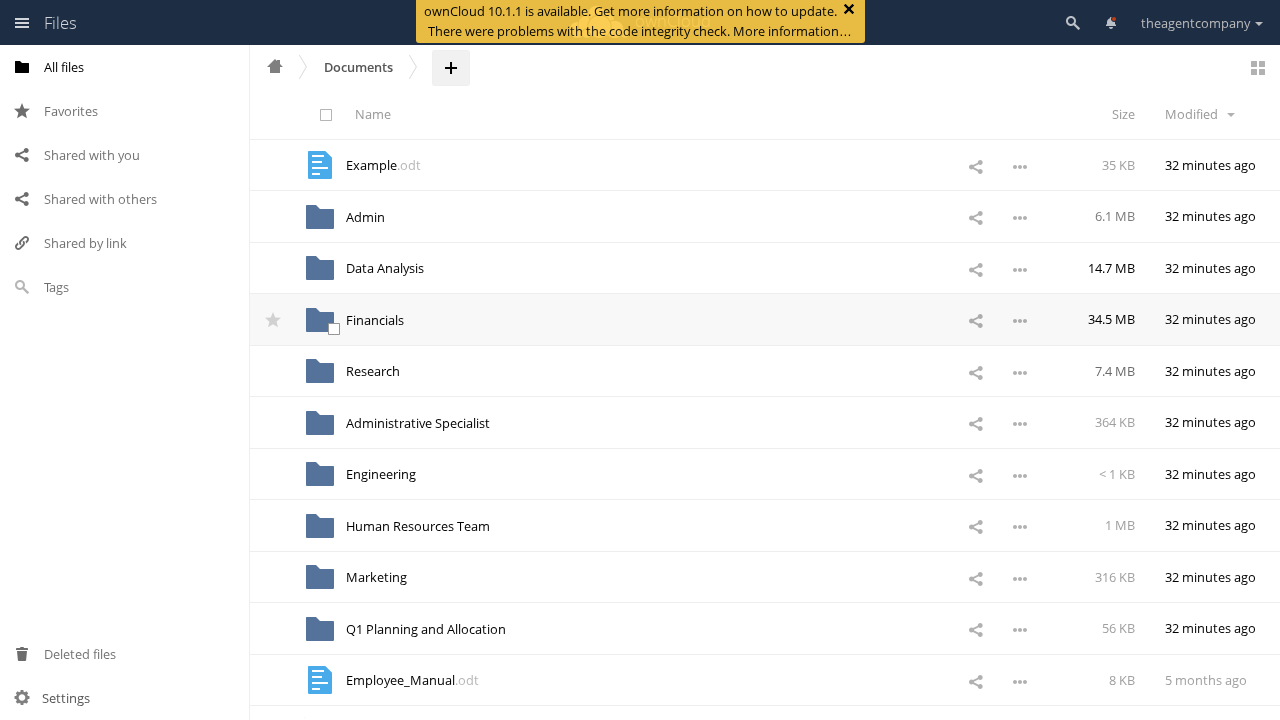 Files
ownCloud 10.1.1 is available. Get more information on how to update.
There were problems with the code integrity check. More information…
theagentcompany
All files
Favorites
Shared with you
Shared with others
Shared by link
Tags
Deleted files
Settings
Documents
Name Size Modified
Example.odt 35 KB 32 minutes ago
Admin 6.1 MB 32 minutes ago
Data Analysis 14.7 MB 32 minutes ago
Financials 34.5 MB 32 minutes ago
Research 7.4 MB 32 minutes ago
Administrative Specialist 364 KB 32 minutes ago
Engineering < 1 KB 32 minutes ago
Human Resources Team 1 MB 32 minutes ago
Marketing 316 KB 32 minutes ago
Q1 Planning and Allocation 56 KB 32 minutes ago
Employee_Manual.odt 8 KB 5 months ago